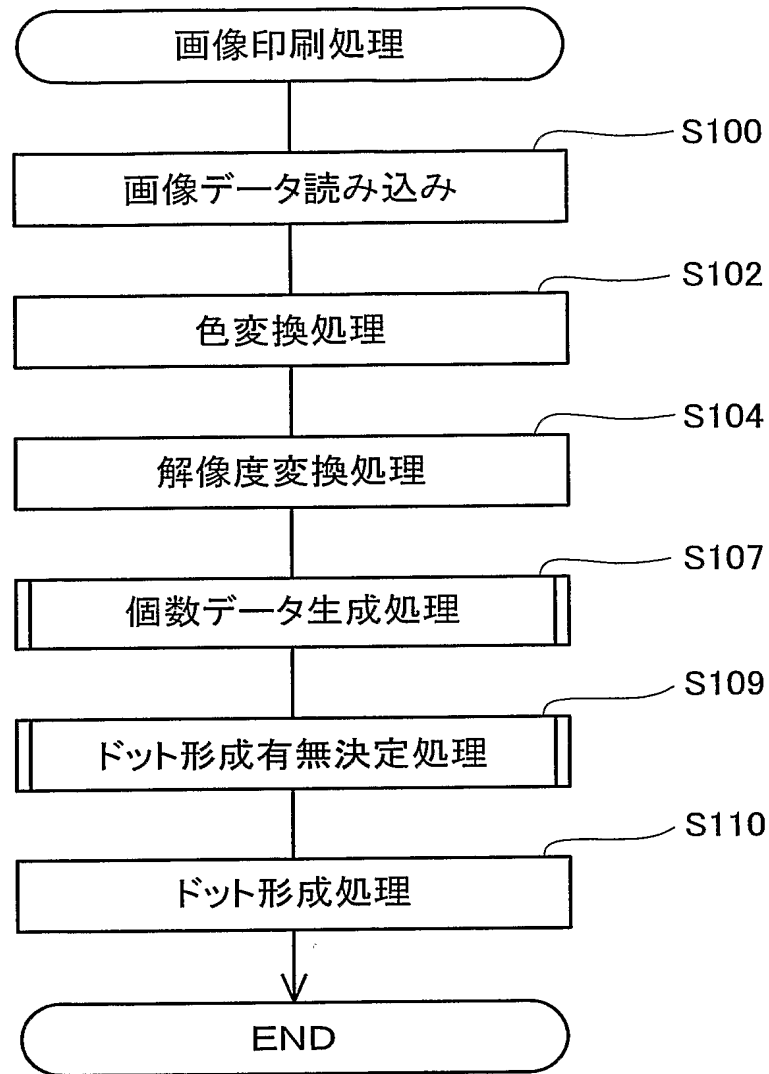 画像印刷処理
S100
画像データ読み込み
S102
色変換処理
S104
解像度変換処理
S107
個数データ生成処理
S109
ドット形成有無決定処理
S110
ドット形成処理
END